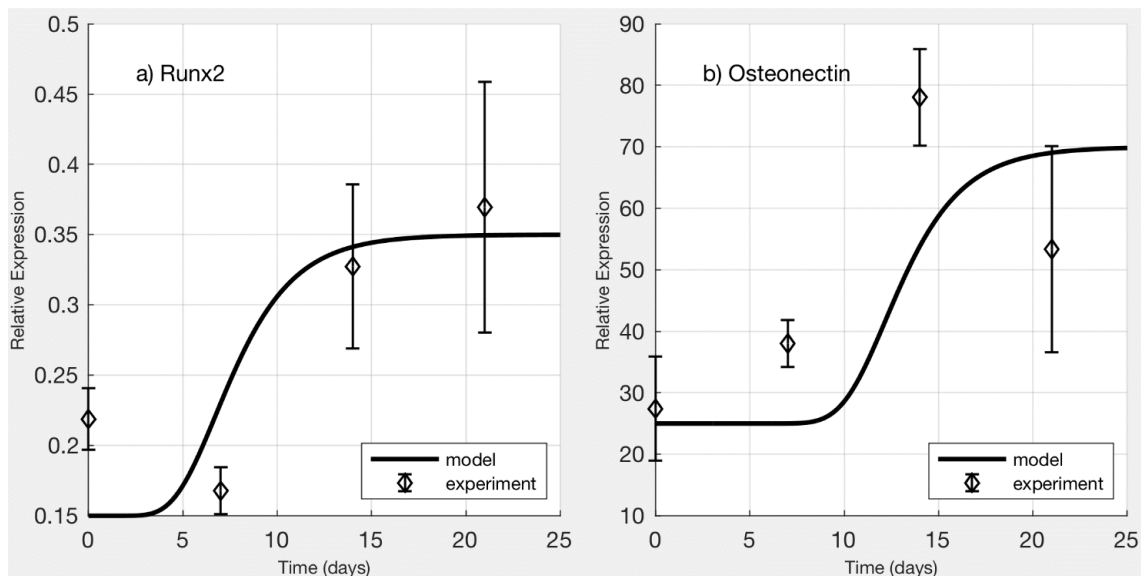 a) Runx2
Relative Expression
0.5
0.45
0.4
0.35
0.3
0.25
0.2
0.15
0
5
10
15
20
25
Time (days)
model
experiment
b) Osteonectin
Relative Expression
90
80
70
60
50
40
30
20
10
0
5
10
15
20
25
Time (days)
model
experiment